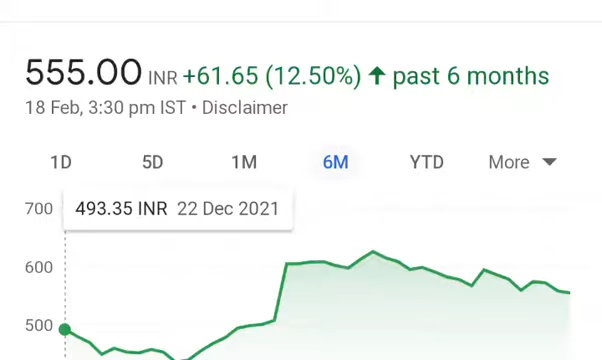 555.00 INR +61.65 (12.50%) ↑ past 6 months
18 Feb, 3:30 pm IST • Disclaimer
1D 5D 1M 6M YTD More
493.35 INR 22 Dec 2021
700
600
500